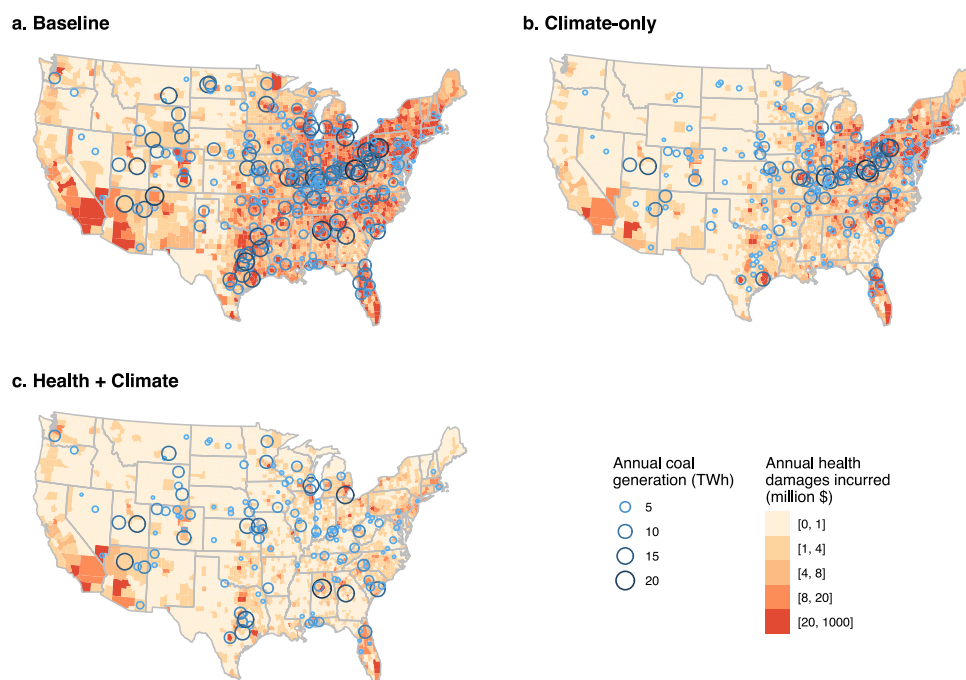 a. Baseline
b. Climate-only
c. Health + Climate
Annual coal
generation (TWh)
5
10
15
20
Annual health
damages incurred
(million $)
[0, 1]
[1, 4]
[4, 8]
[8, 20]
[20, 1000]